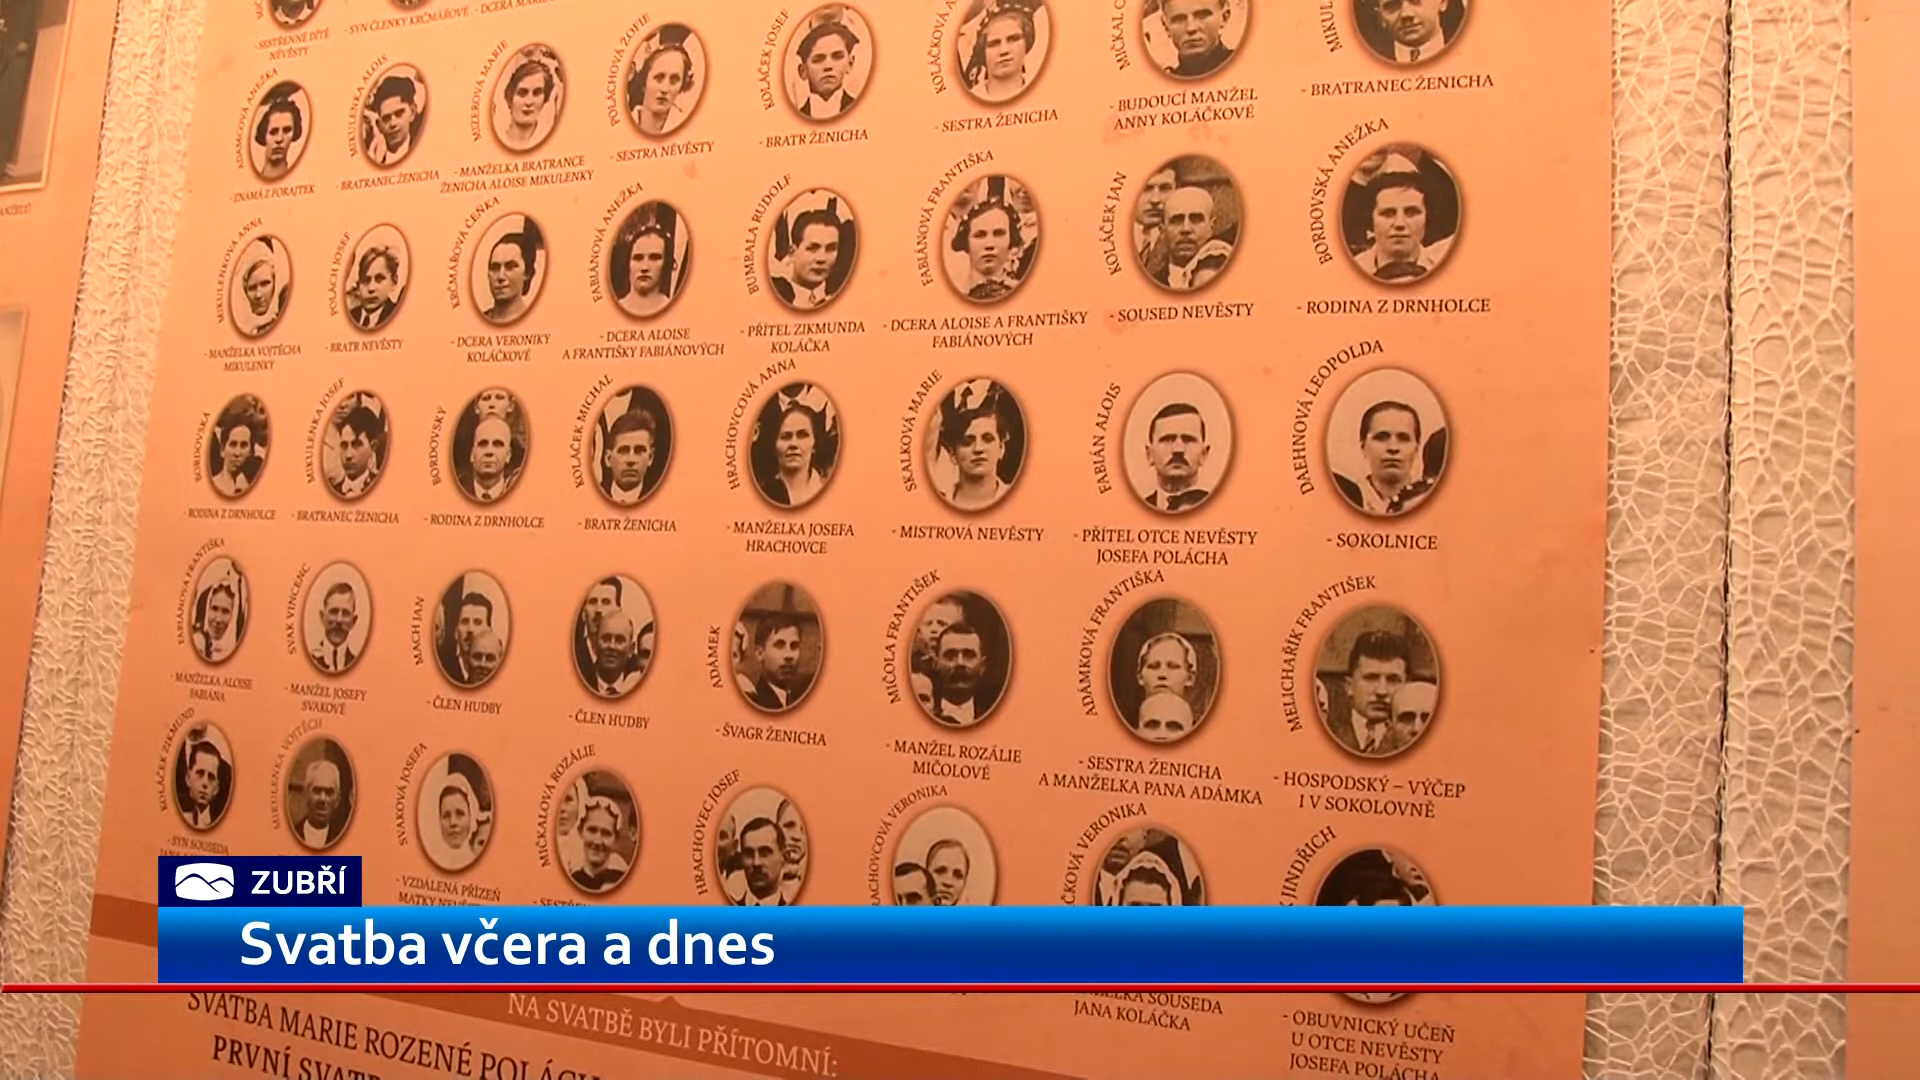 - SESTŘENNÉ DÍTĚ
NEVĚSTY
- SYN ČLENKY KRČMÁŘOVÉ
ADAMCOVÁ ANEŽKA
- ZNÁMÁ Z FORAJTEK
MIKULENKA ALOIS
- BRATRANEC ŽENICHA
MIZEROVÁ MARIE
- MANŽELKA BRATRANCE
ŽENICHA ALOISE MIKULENKY
POLÁCHOVÁ ŽOFIE
- SESTRA NEVĚSTY
KOLÁČEK JOSEF
- BRATR ŽENICHA
KOLÁČKOVÁ
- SESTRA ŽENICHA
MIČKAL
- BUDOUCÍ MANŽEL
ANNY KOLÁČKOVÉ
- BRATRANEC ŽENICHA
MIKULENKOVÁ ANNA
- MANŽELKA VOJTĚCHA
MIKULENKY
POLÁCH JOSEF
- BRATR NEVĚSTY
KRČMÁŘOVÁ ČEŇKA
- DCERA VERONIKY
KOLÁČKOVÉ
FABIÁNOVÁ ANEŽKA
- DCERA ALOISE
A FRANTIŠKY FABIÁNOVÝCH
BUMBALA RUDOLF
- PŘÍTEL ZIKMUNDA
KOLÁČKA
FABIÁNOVÁ FRANTIŠKA
- DCERA ALOISE A FRANTIŠKY
FABIÁNOVÝCH
KOLÁČEK JAN
- SOUSED NEVĚSTY
BORDOVSKÁ ANEŽKA
- RODINA Z DRNHOLCE
BORDOVSKÁ
- RODINA Z DRNHOLCE
MIKULENKA JOSEF
- BRATRANEC ŽENICHA
BORDOVSKÝ
- RODINA Z DRNHOLCE
KOLÁČEK MICHAL
- BRATR ŽENICHA
HRACHOVCOVÁ ANNA
- MANŽELKA JOSEFA
HRACHOVCE
SKALKOVÁ MARIE
- MISTROVÁ NEVĚSTY
FABIÁN ALOIS
- PŘÍTEL OTCE NEVĚSTY
JOSEFA POLÁCHA
DAEHNOVÁ LEOPOLDA
- SOKOLNICE
FABIÁNOVÁ FRANTIŠKA
- MANŽELKA ALOISE
FABIÁNA
SVAK VINCENC
- MANŽEL JOSEFY
SVAKOVÉ
MACH JAN
- ČLEN HUDBY
- ČLEN HUDBY
ADÁMEK
- ŠVAGR ŽENICHA
MIČOLA FRANTIŠEK
- MANŽEL ROZÁLIE
MIČOLOVÉ
ADÁMKOVÁ FRANTIŠKA
- SESTRA ŽENICHA
A MANŽELKA PANA ADÁMKA
MELICHAŘÍK FRANTIŠEK
- HOSPODSKÝ – VÝČEP
I V SOKOLOVNĚ
KOLÁČEK ZIKMUND
- SYN SOUSEDA
MIKULENKA VOJTĚCH
SVAKOVÁ JOSEFA
- VZDÁLENÁ PŘÍZEŇ
MATKY
MIČKALOVÁ ROZÁLIE
HRACHOVEC JOSEF
VERONIKA
VERONIKA
SOUSEDA
JANA KOLÁČKA
JINDŘICH
- OBUVNICKÝ UČEŇ
U OTCE NEVĚSTY
JOSEFA POLÁCHA
ZUBŘÍ
Svatba včera a dnes
NA SVATBĚ BYLI PŘÍTOMNÍ:
SVATBA MARIE ROZENÉ
PRVNÍ